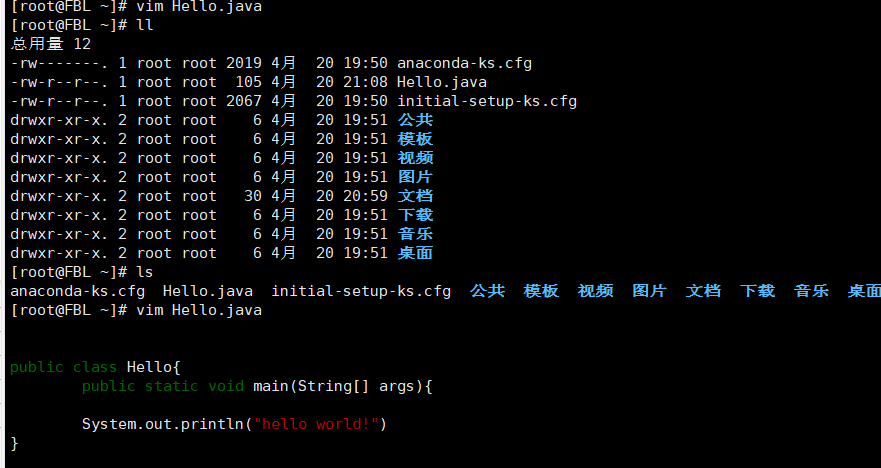 [root@FBL ~]# vim Hello.java
[root@FBL ~]# ll
总用量 12
-rw-------. 1 root root 2019 4月  20 19:50 anaconda-ks.cfg
-rw-r--r--. 1 root root  105 4月  20 21:08 Hello.java
-rw-r--r--. 1 root root 2067 4月  20 19:50 initial-setup-ks.cfg
drwxr-xr-x. 2 root root    6 4月  20 19:51 公共
drwxr-xr-x. 2 root root    6 4月  20 19:51 模板
drwxr-xr-x. 2 root root    6 4月  20 19:51 视频
drwxr-xr-x. 2 root root    6 4月  20 19:51 图片
drwxr-xr-x. 2 root root   30 4月  20 20:59 文档
drwxr-xr-x. 2 root root    6 4月  20 19:51 下载
drwxr-xr-x. 2 root root    6 4月  20 19:51 音乐
drwxr-xr-x. 2 root root    6 4月  20 19:51 桌面
[root@FBL ~]# ls
anaconda-ks.cfg  Hello.java  initial-setup-ks.cfg  公共  模板  视频  图片  文档  下载  音乐  桌面
[root@FBL ~]# vim Hello.java
public class Hello{
        public static void main(String[] args){
        System.out.println("hello world!")
}